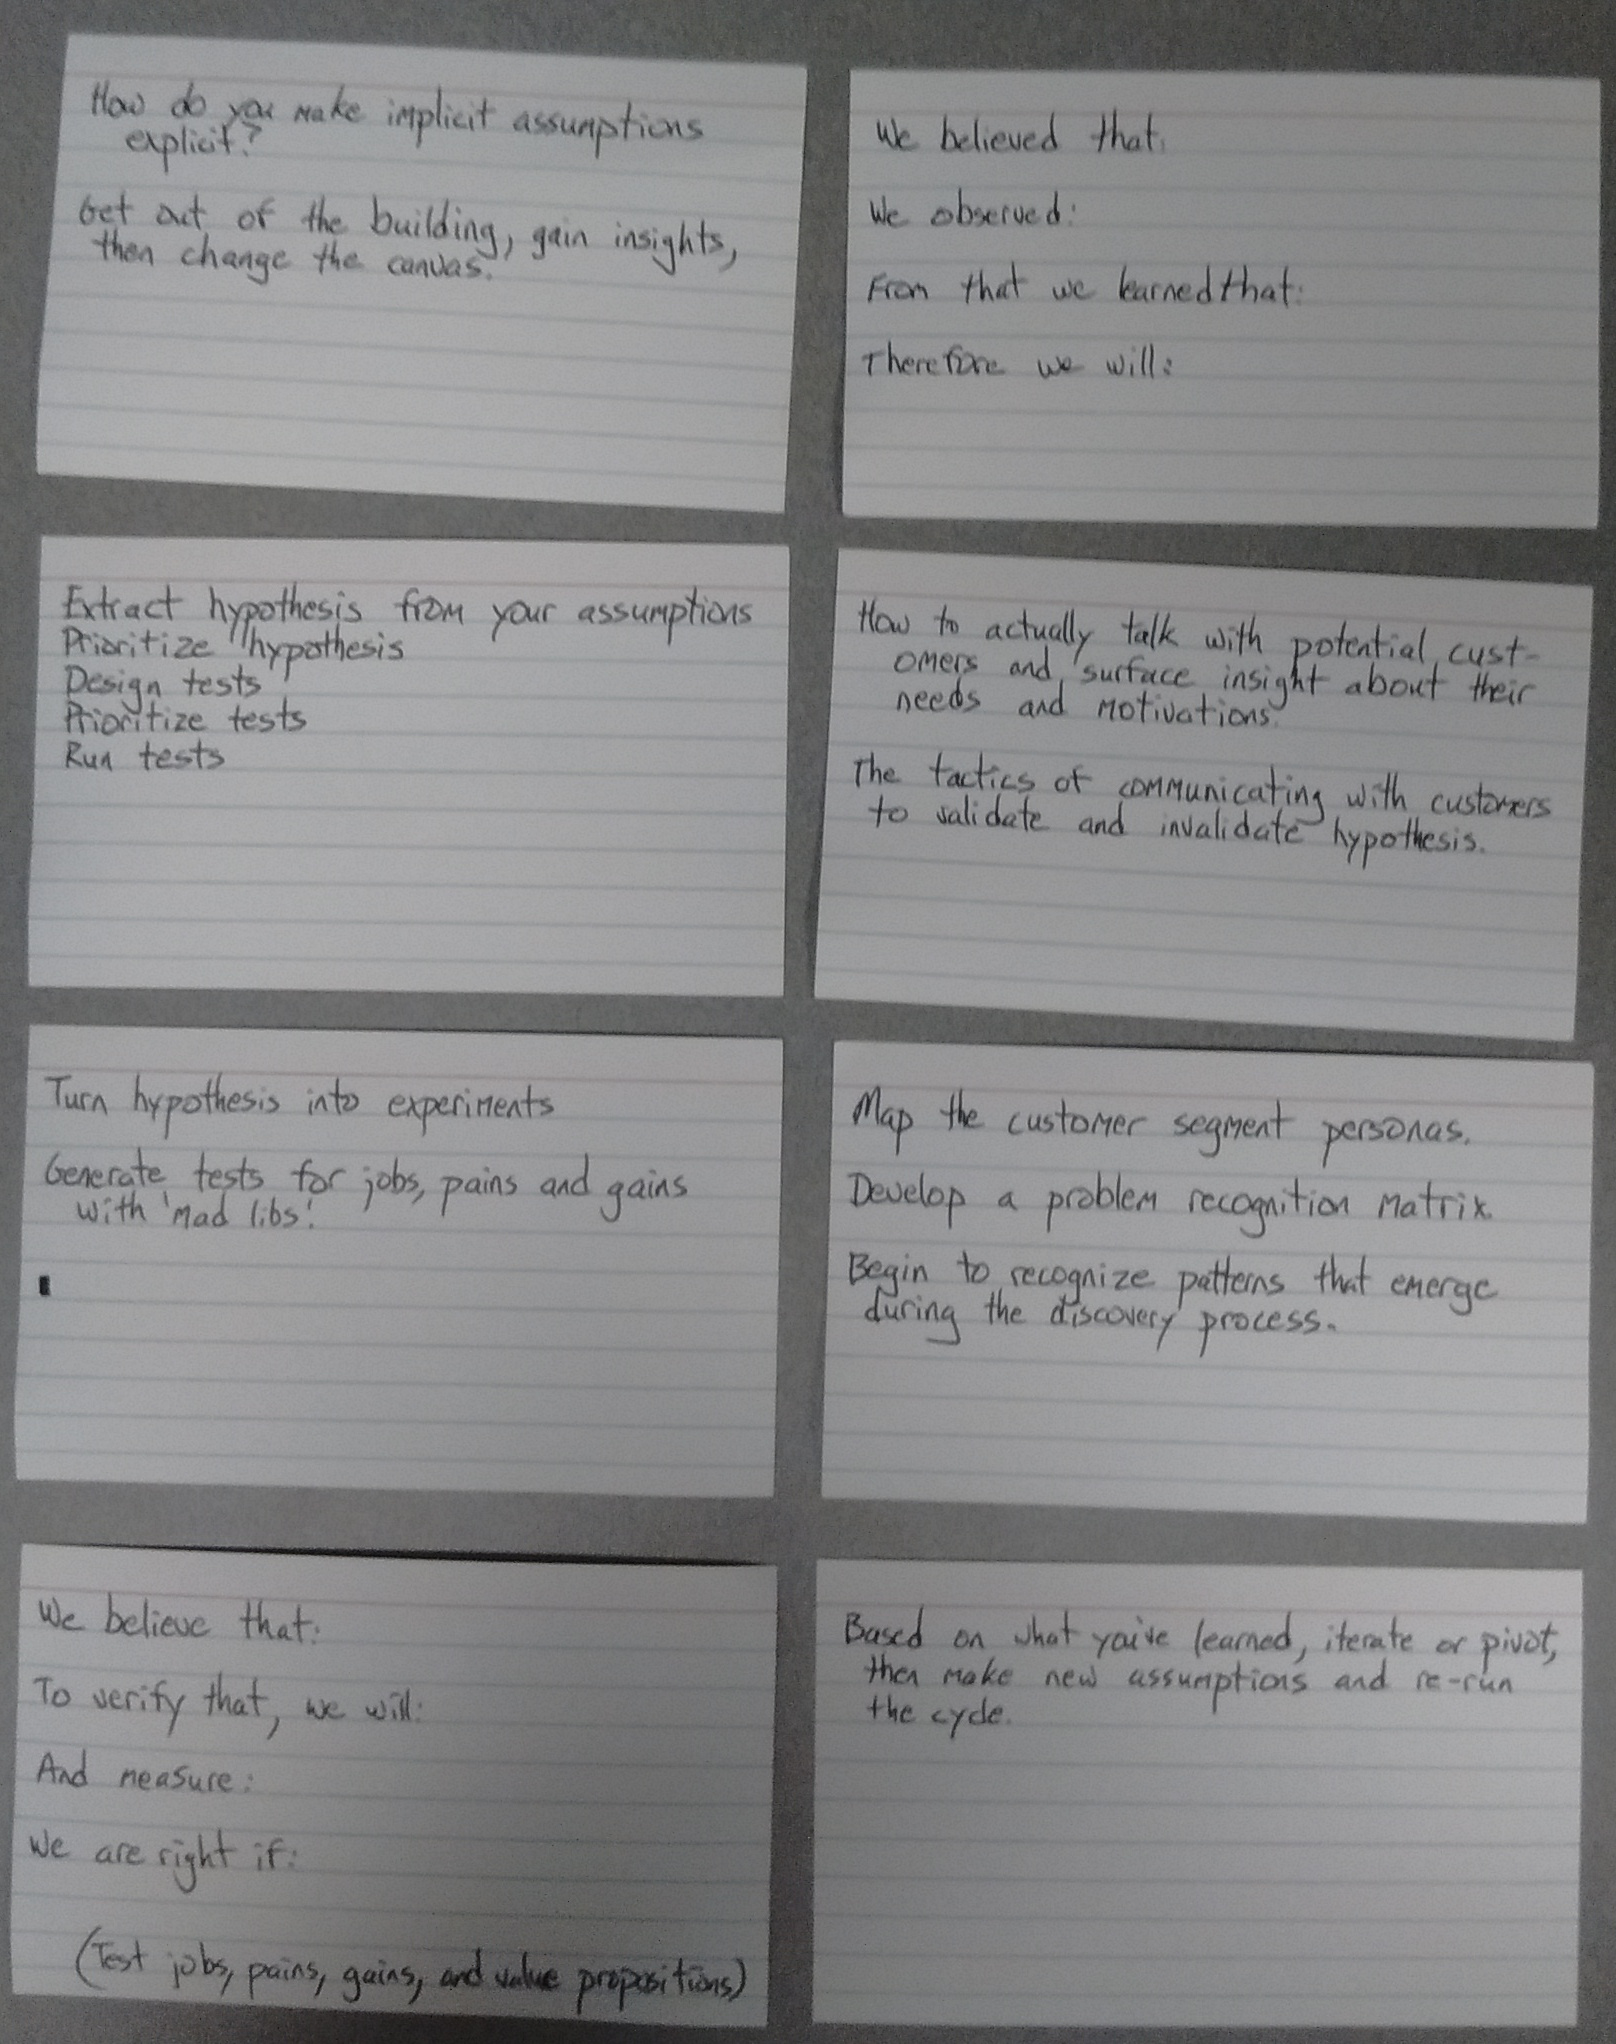 How do you make implicit assumptions
explicit?
Get out of the building, gain insights,
then change the canvas.
We believed that:
We observed:
From that we learned that:
Therefore we will:
Extract hypothesis from your assumptions
Prioritize hypothesis
Design tests
Prioritize tests
Run tests
How to actually talk with potential cust-
omers and surface insight about their
needs and motivations.
The tactics of communicating with customers
to validate and invalidate hypothesis.
Turn hypothesis into experiments
Generate tests for jobs, pains and gains
with 'mad libs'.
Map the customer segment personas.
Develop a problem recognition matrix.
Begin to recognize patterns that emerge
during the discovery process.
We believe that:
To verify that, we will:
And measure:
We are right if:
(Test jobs, pains, gains, and value propositions)
Based on what you've learned, iterate or pivot,
then make new assumptions and re-run
the cycle.